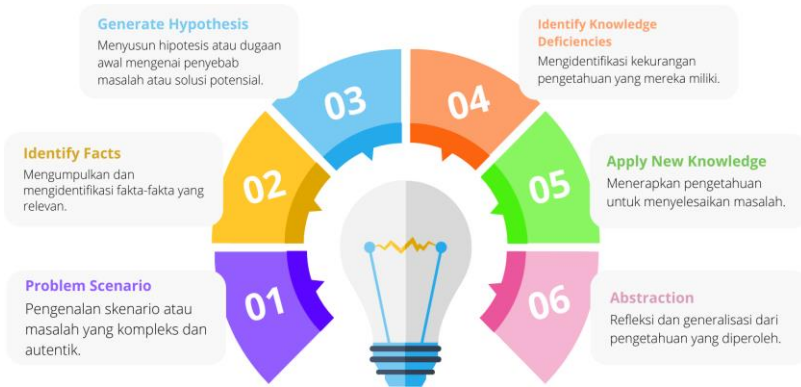 Problem Scenario
Pengenalan skenario atau
masalah yang kompleks dan
autentik.
01
Identify Facts
Mengumpulkan dan
mengidentifikasi fakta-fakta yang
relevan.
02
Generate Hypothesis
Menyusun hipotesis atau dugaan
awal mengenai penyebab
masalah atau solusi potensial.
03
Identify Knowledge
Deficiencies
Mengidentifikasi kekurangan
pengetahuan yang mereka miliki.
04
Apply New Knowledge
Menerapkan pengetahuan
untuk menyelesaikan masalah.
05
Abstraction
Refleksi dan generalisasi dari
pengetahuan yang diperoleh.
06